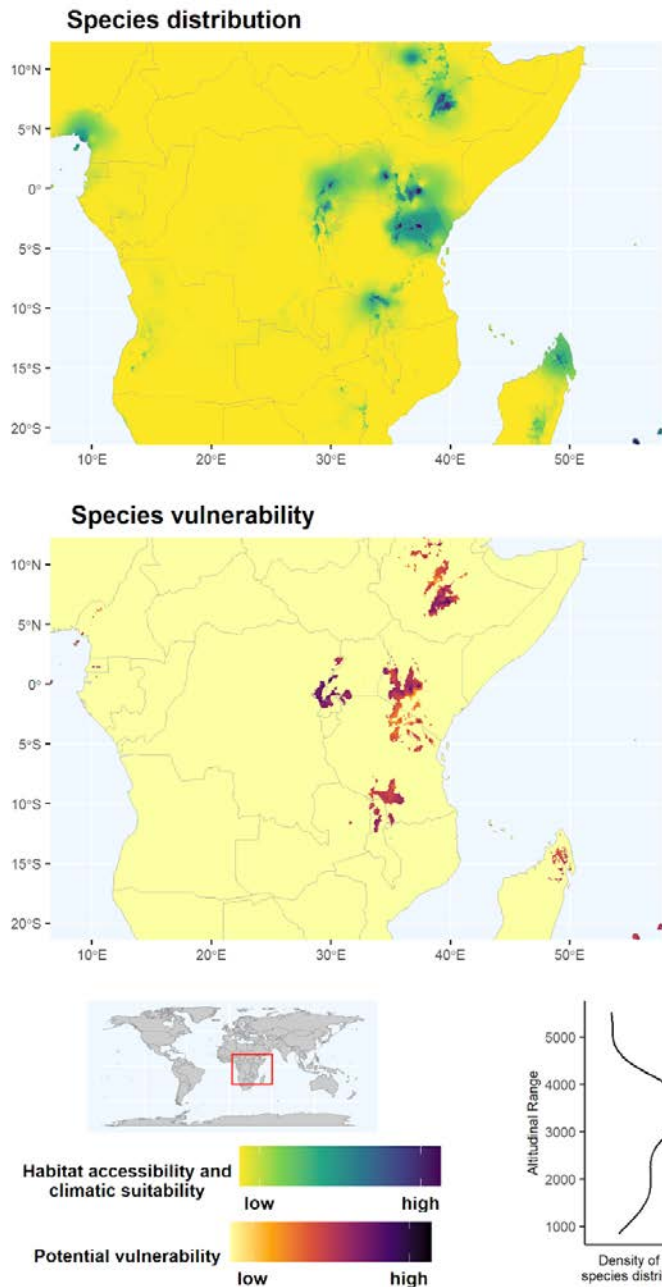 Species distribution
10°N
5°N
0°
5°S
10°S
15°S
20°S
10°E 20°E 30°E 40°E 50°E
Species vulnerability
10°N
5°N
0°
5°S
10°S
15°S
20°S
10°E 20°E 30°E 40°E 50°E
Habitat accessibility and
climatic suitability
low high
Potential vulnerability
low high
Altitudinal Range
5000
4000
3000
2000
1000
Density of
species distri